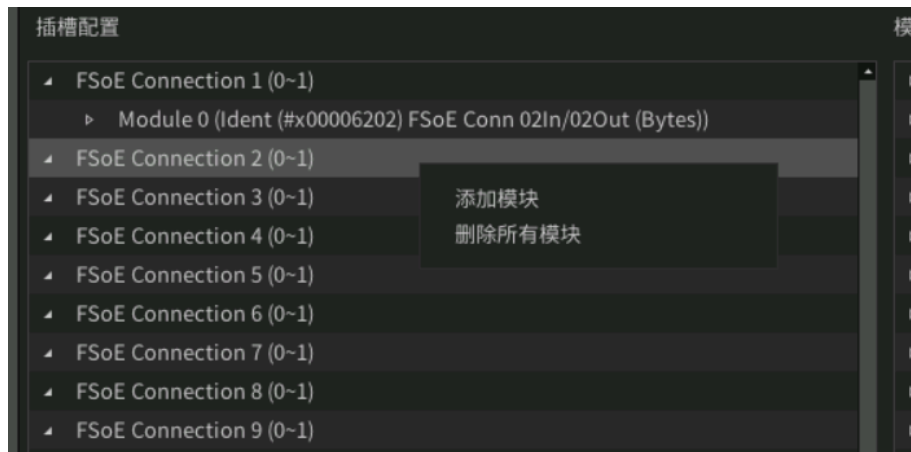 插槽配置
模
FSoE Connection 1 (0~1)
Module 0 (Ident (#x00006202) FSoE Conn 02In/02Out (Bytes))
FSoE Connection 2 (0~1)
添加模块
FSoE Connection 3 (0~1)
删除所有模块
FSoE Connection 4 (0~1)
FSoE Connection 5 (0~1)
FSoE Connection 6 (0~1)
FSoE Connection 7 (0~1)
FSoE Connection 8 (0~1)
FSoE Connection 9 (0~1)